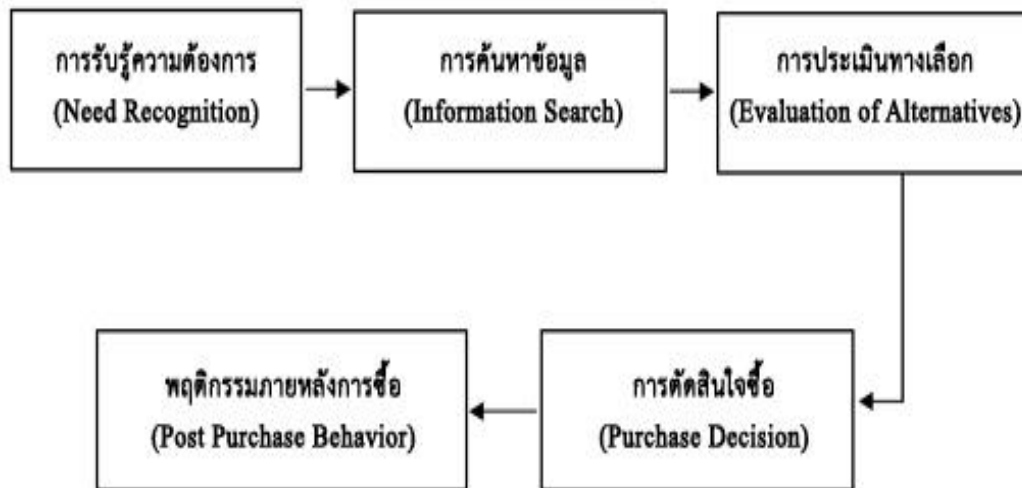 การรับรู้ความต้องการ
(Need Recognition)
การค้นหาข้อมูล
(Information Search)
การประเมินทางเลือก
(Evaluation of Alternatives)
การตัดสินใจซื้อ
(Purchase Decision)
พฤติกรรมภายหลังการซื้อ
(Post Purchase Behavior)